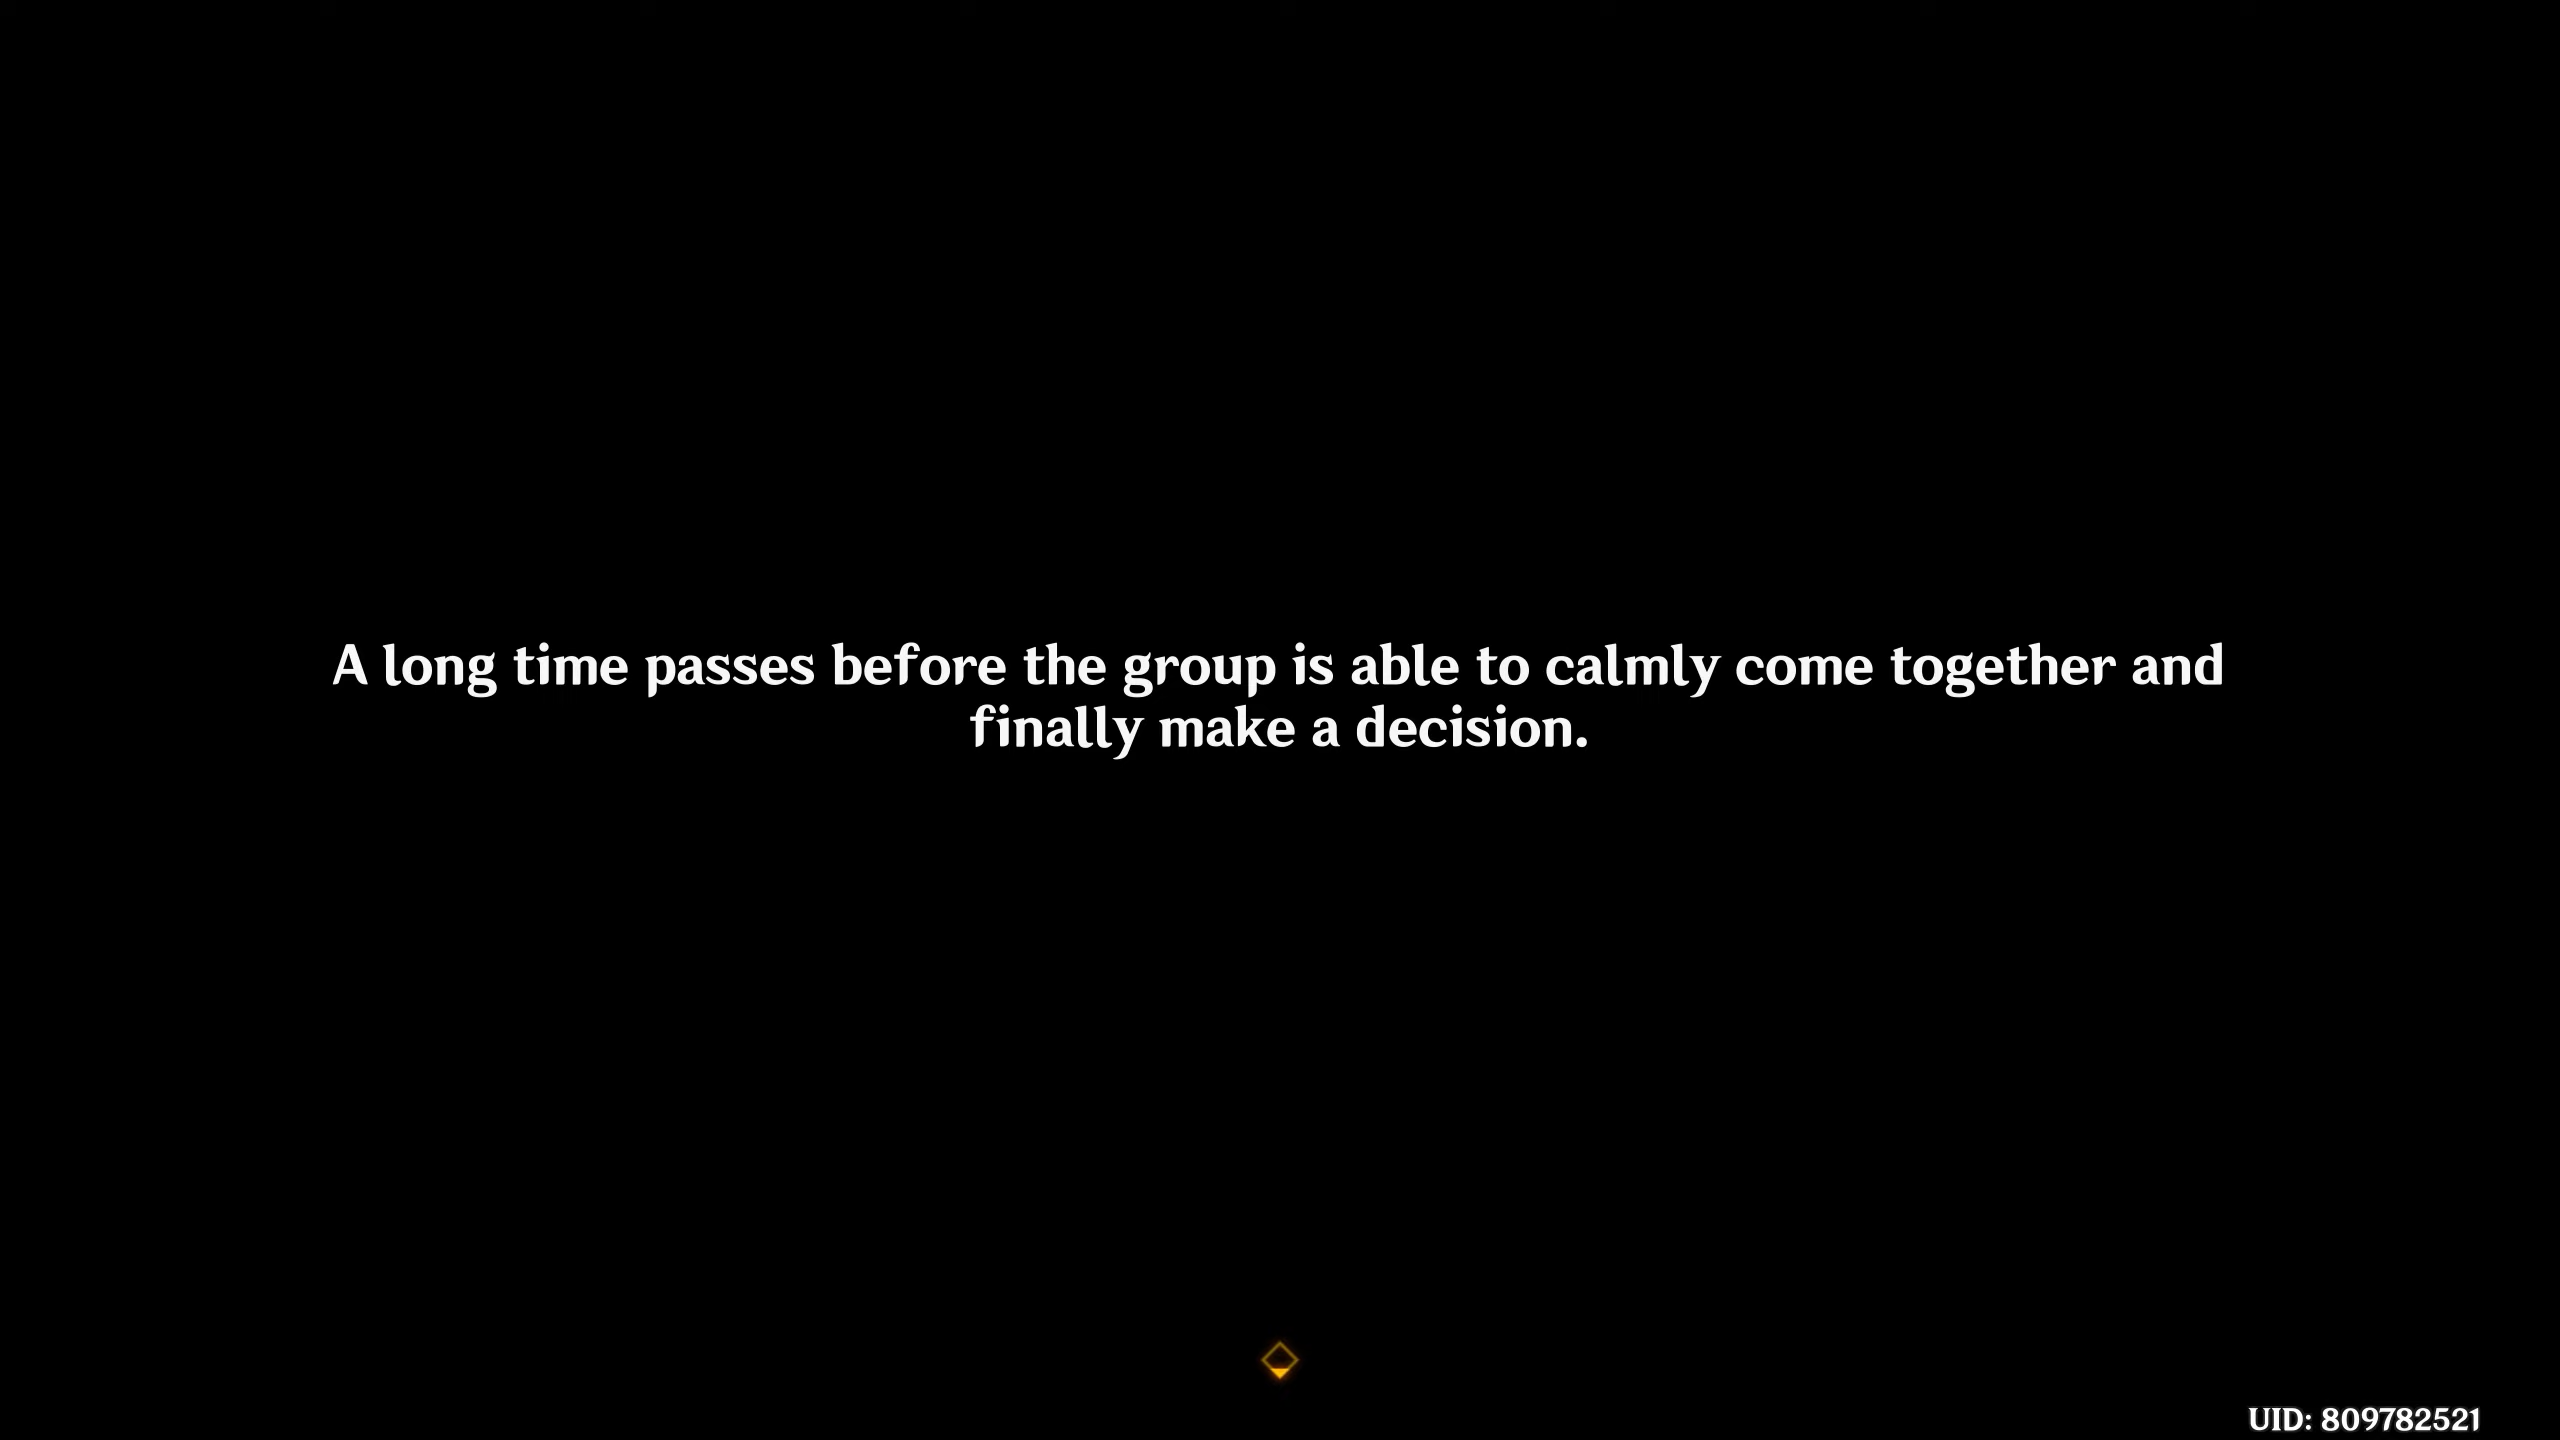 A long time passes before the group is able to calmly come together and
finally make a decision.
UID: 809782521